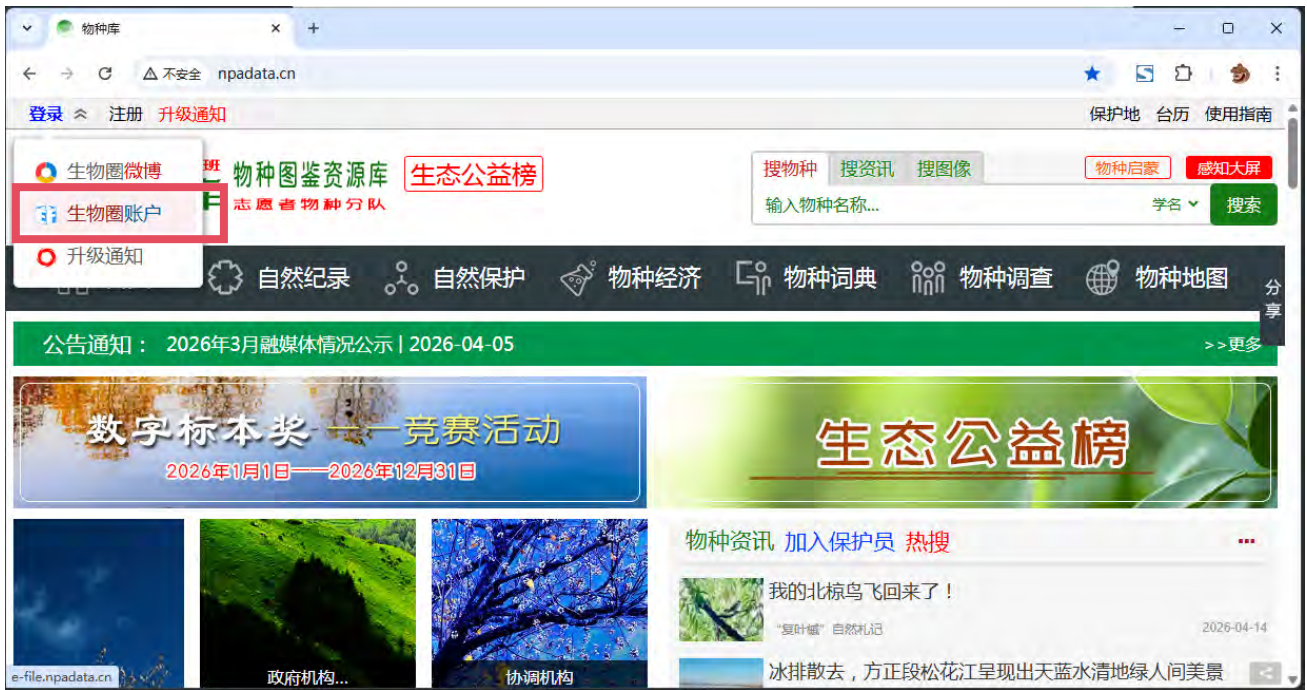 物种库
不安全 npadata.cn
登录 注册 升级通知 保护地 台历 使用指南
生物圈微博
生物圈账户
升级通知
班 物种图鉴资源库 生态公益榜
志愿者物种分队
搜物种 搜资讯 搜图像 物种启蒙 感知大屏
输入物种名称... 学名 搜索
自然纪录 自然保护 物种经济 物种词典 物种调查 物种地图
分享
公告通知： 2026年3月融媒体情况公示 | 2026-04-05 >>更多
数字标本奖——竞赛活动
2026年1月1日——2026年12月31日
生态公益榜
物种资讯 加入保护员 热搜
我的北椋鸟飞回来了！
“复叶槭”自然札记 2026-04-14
冰排散去，方正段松花江呈现出天蓝水清地绿人间美景
政府机构... 协调机构
e-file.npadata.cn